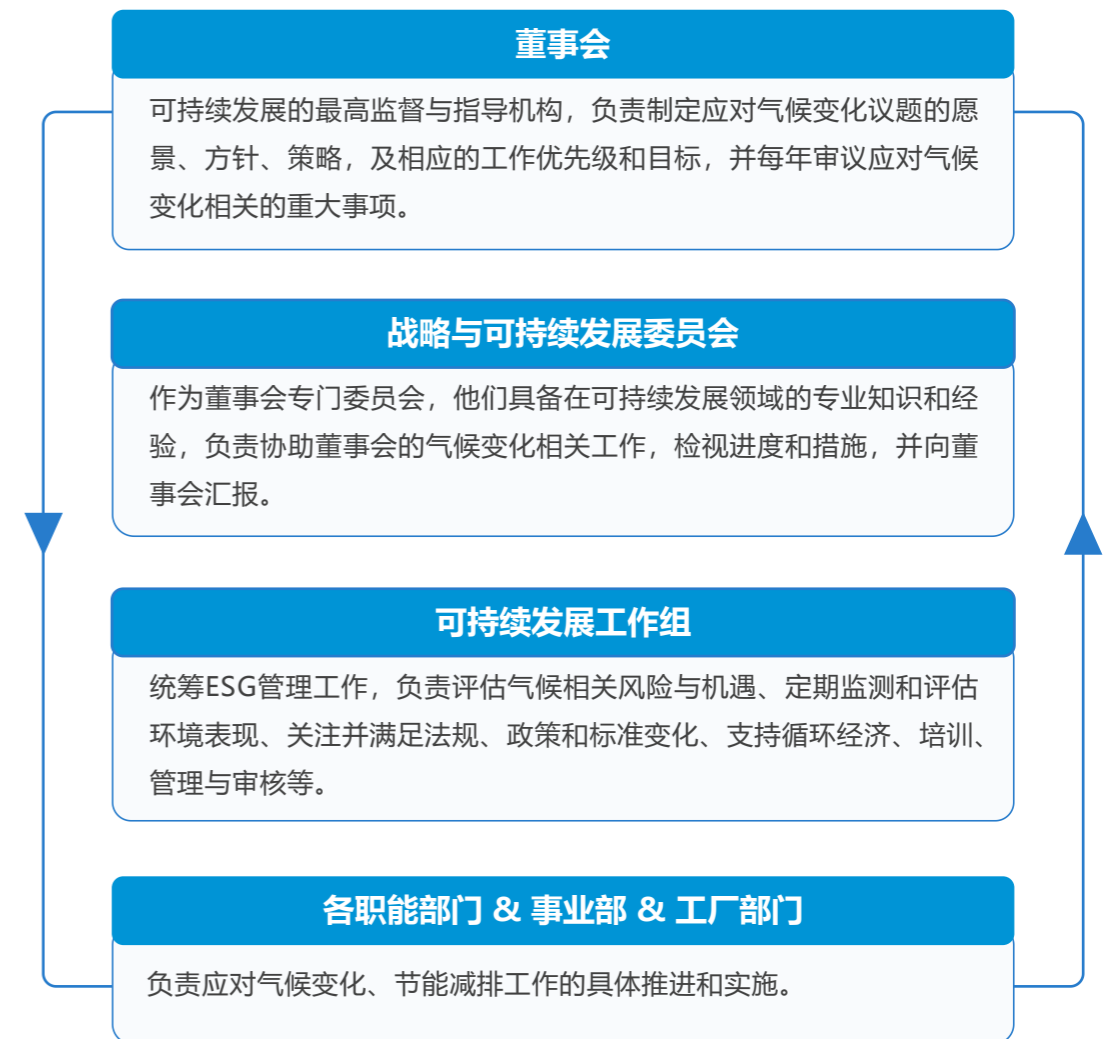 董事会
可持续发展的最高监督与指导机构，负责制定应对气候变化议题的愿
景、方针、策略，及相应的工作优先级和目标，并每年审议应对气候
变化相关的重大事项。
战略与可持续发展委员会
作为董事会专门委员会，他们具备在可持续发展领域的专业知识和经
验，负责协助董事会的气候变化相关工作，检视进度和措施，并向董
事会汇报。
可持续发展工作组
统筹ESG管理工作，负责评估气候相关风险与机遇、定期监测和评估
环境表现、关注并满足法规、政策和标准变化、支持循环经济、培训、
管理与审核等。
各职能部门 & 事业部 & 工厂部门
负责应对气候变化、节能减排工作的具体推进和实施。